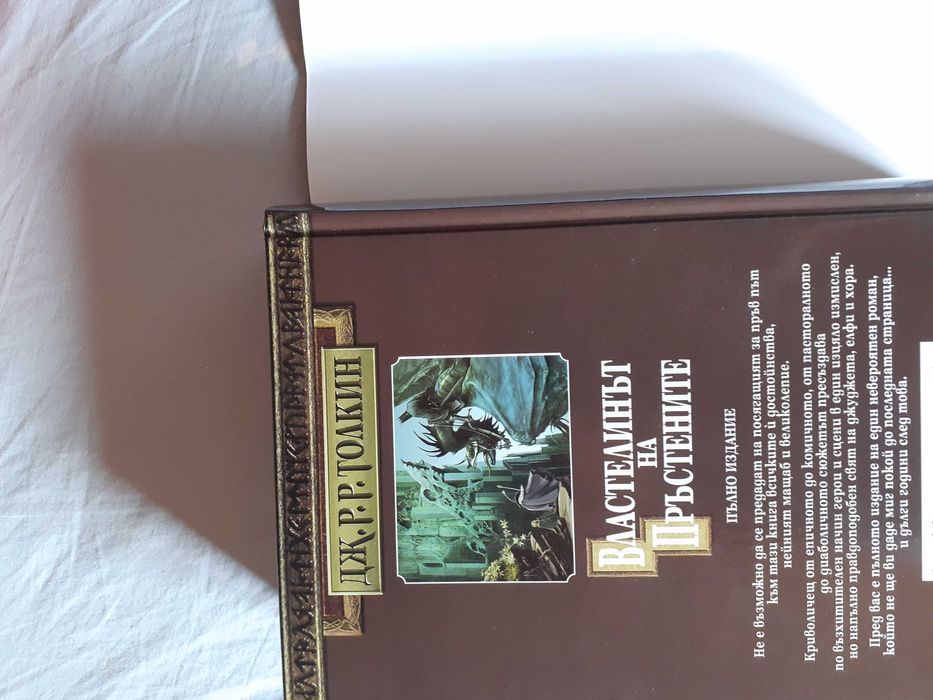 ДЖ. Р. Р. ТОЛКИН
ВЛАСТЕЛИНЪТ
НА
ПРЪСТЕНИТЕ
ПЪЛНО ИЗДАНИЕ
Не е възможно да се предадат на посягащият за пръв път
към тази книга всичките ѝ достойнства,
нейният мащаб и великолепие.
Криволичещ от епичното до комичното, от пасторалното
до диаболичното сюжетът пресъздава
по възхитителен начин герои и сцени в един изцяло измислен,
но напълно правдоподобен свят на джуджета, елфи и хора.
Пред вас е пълното издание на един невероятен роман,
който не ще ви даде миг покой до последната страница...
и дълги години след това.